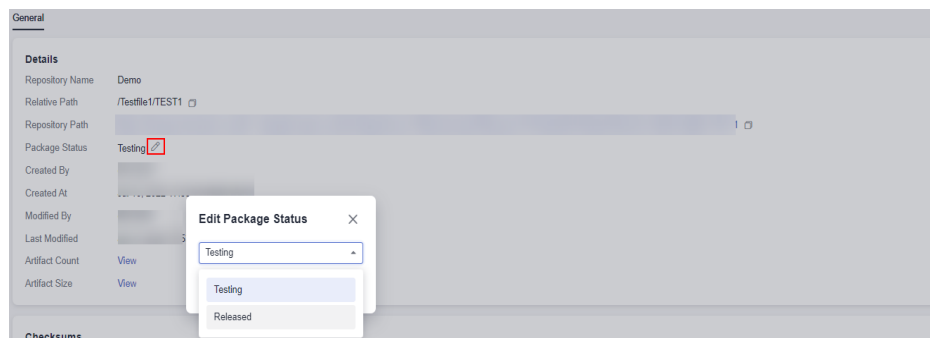 General
Details
Repository Name Demo
Relative Path /Testfile1/TEST1
Repository Path
Package Status Testing
Created By
Created At
Modified By
Last Modified
Artifact Count View
Artifact Size View
Edit Package Status
Testing
Testing
Released
Checksums